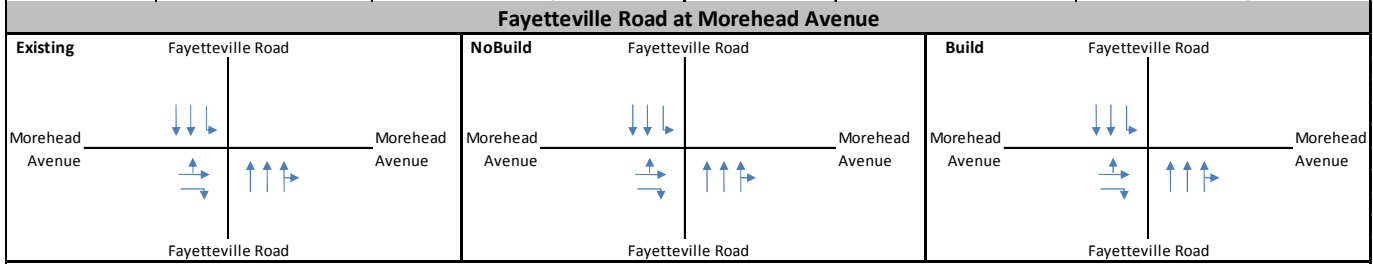 Fayetteville Road at Morehead Avenue
Existing Fayetteville Road
Morehead Avenue
Morehead Avenue
Fayetteville Road
NoBuild Fayetteville Road
Morehead Avenue
Morehead Avenue
Fayetteville Road
Build Fayetteville Road
Morehead Avenue
Morehead Avenue
Fayetteville Road